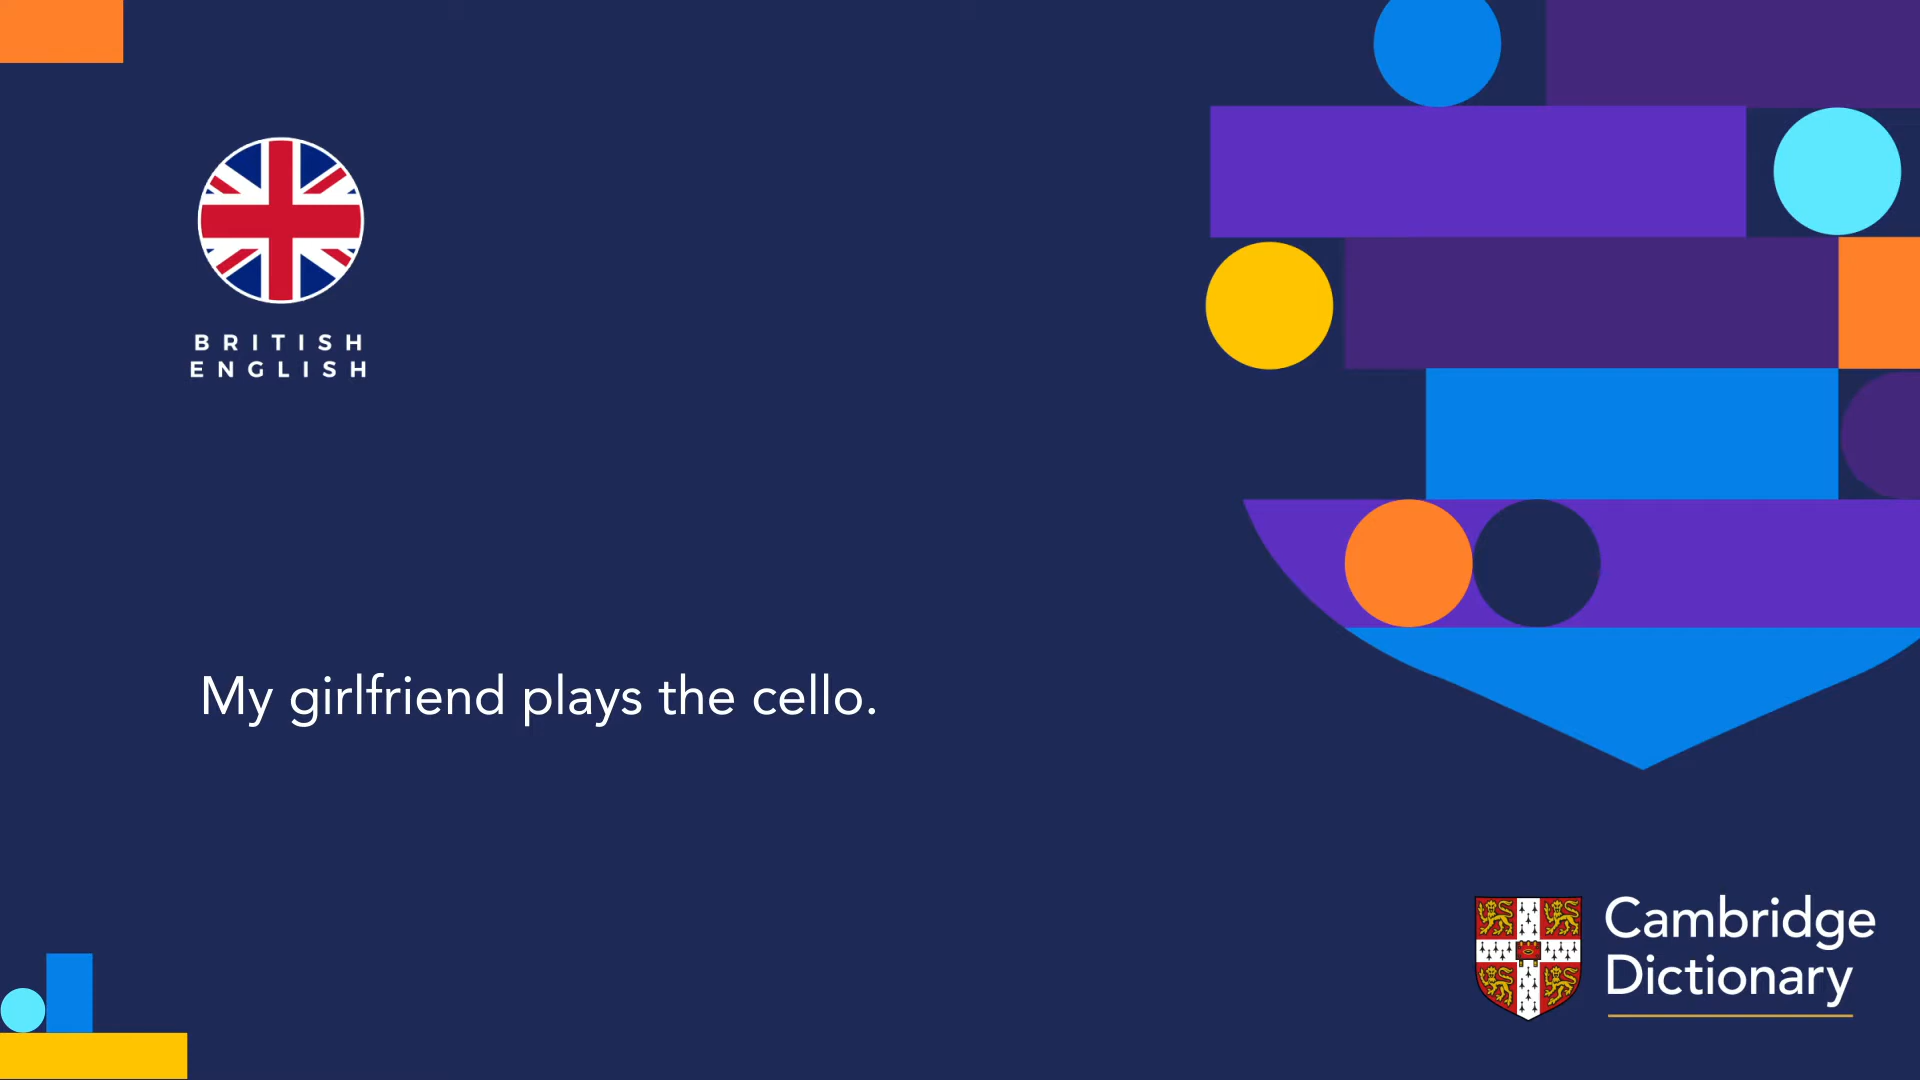 BRITISH
ENGLISH
My girlfriend plays the cello.
Cambridge
Dictionary